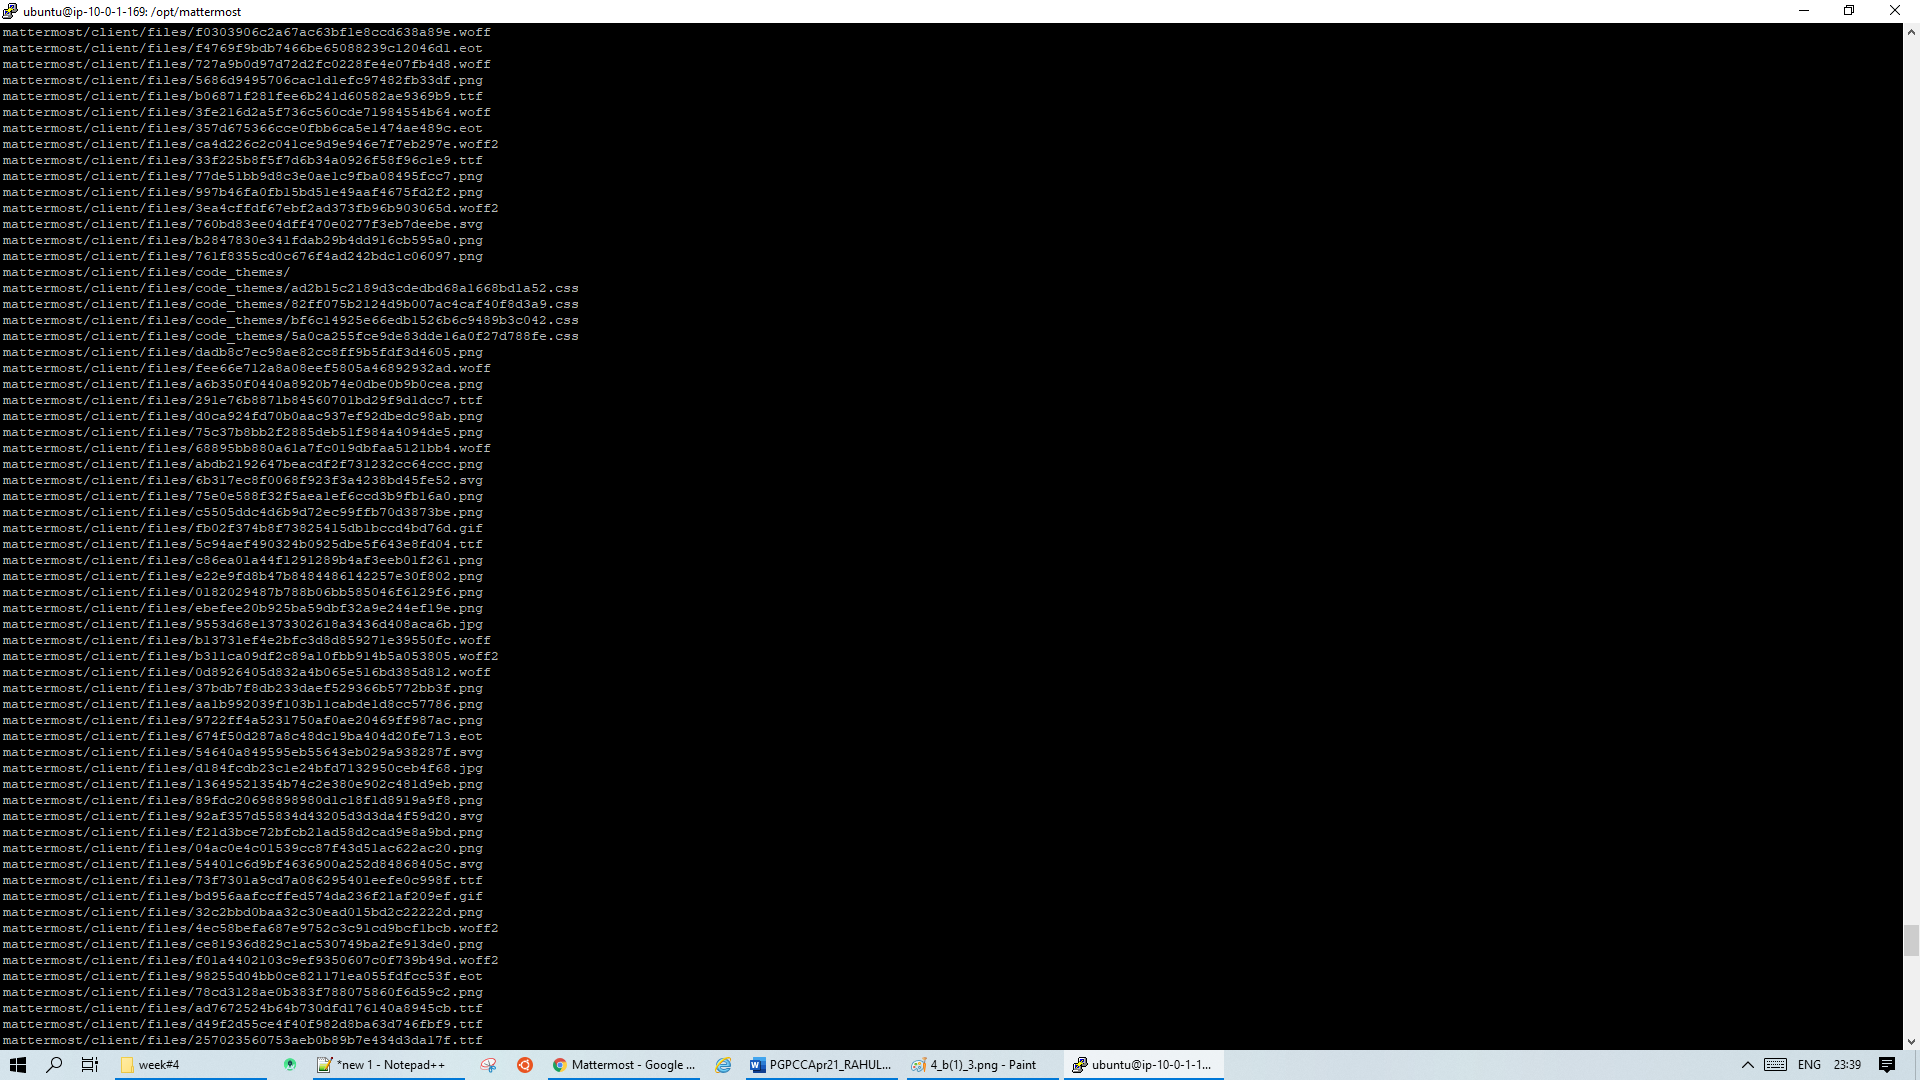 ubuntu@ip-10-0-1-169: /opt/mattermost
mattermost/client/files/f0303906c2a67ac63bf1e8ccd638a89e.woff
mattermost/client/files/f4769f9bdb7466be65088239c12046d1.eot
mattermost/client/files/727a9b0d97d72d2fc0228fe4e07fb4d8.woff
mattermost/client/files/5686d9495706cac1d1efc97482fb33df.png
mattermost/client/files/b06871f281fee6b241d60582ae9369b9.ttf
mattermost/client/files/3fe216d2a5f736c560cde71984554b64.woff
mattermost/client/files/357d675366cce0fbb6ca5e1474ae489c.eot
mattermost/client/files/ca4d226c2c041ce9d9e946e7f7eb297e.woff2
mattermost/client/files/33f225b8f5f7d6b34a0926f58f96c1e9.ttf
mattermost/client/files/77de51bb9d8c3e0ae1c9fba08495fcc7.png
mattermost/client/files/997b46fa0fb15bd51e49aaf4675fd2f2.png
mattermost/client/files/3ea4cffdf67ebf2ad373fb96b903065d.woff2
mattermost/client/files/760bd83ee04dff470e0277f3eb7deebe.svg
mattermost/client/files/b2847830e341fdab29b4dd916cb595a0.png
mattermost/client/files/761f8355cd0c676f4ad242bdc1c06097.png
mattermost/client/files/code_themes/
mattermost/client/files/code_themes/ad2b15c2189d3cdedbd68a1668bd1a52.css
mattermost/client/files/code_themes/82ff075b2124d9b007ac4caf40f8d3a9.css
mattermost/client/files/code_themes/bf6c14925e66edb1526b6c9489b3c042.css
mattermost/client/files/code_themes/5a0ca255fce9de83dde16a0f27d788fe.css
mattermost/client/files/dadb8c7ec98ae82cc8ff9b5fdf3d4605.png
mattermost/client/files/fee66e712a8a08eef5805a46892932ad.woff
mattermost/client/files/a6b350f0440a8920b74e0dbe0b9b0cea.png
mattermost/client/files/291e76b8871b84560701bd29f9d1dcc7.ttf
mattermost/client/files/d0ca924fd70b0aac937ef92dbedc98ab.png
mattermost/client/files/75c37b8bb2f2885deb51f984a4094de5.png
mattermost/client/files/68895bb880a61a7fc019dbfaa5121bb4.woff
mattermost/client/files/abdb2192647beacdf2f731232cc64ccc.png
mattermost/client/files/6b317ec8f0068f923f3a4238bd45fe52.svg
mattermost/client/files/75e0e588f32f5aea1ef6ccd3b9fb16a0.png
mattermost/client/files/c5505ddc4d6b9d72ec99ffb70d3873be.png
mattermost/client/files/fb02f374b8f73825415db1bccd4bd76d.gif
mattermost/client/files/5c94aef490324b0925dbe5f643e8fd04.ttf
mattermost/client/files/c86ea01a44f1291289b4af3eeb01f261.png
mattermost/client/files/e22e9fd8b47b8484486142257e30f802.png
mattermost/client/files/0182029487b788b06bb585046f6129f6.png
mattermost/client/files/ebefee20b925ba59dbf32a9e244ef19e.png
mattermost/client/files/9553d68e1373302618a3436d408aca6b.jpg
mattermost/client/files/b13731ef4e2bfc3d8d859271e39550fc.woff
mattermost/client/files/b311ca09df2c89a10fbb914b5a053805.woff2
mattermost/client/files/0d8926405d832a4b065e516bd385d812.woff
mattermost/client/files/37bdb7f8db233daef529366b5772bb3f.png
mattermost/client/files/aa1b992039f103b11cabde1d8cc57786.png
mattermost/client/files/9722ff4a5231750af0ae20469ff987ac.png
mattermost/client/files/674f50d287a8c48dc19ba404d20fe713.eot
mattermost/client/files/54640a849595eb55643eb029a938287f.svg
mattermost/client/files/d184fcdb23c1e24bfd7132950ceb4f68.jpg
mattermost/client/files/13649521354b74c2e380e902c481d9eb.png
mattermost/client/files/89fdc20698898980d1c18f1d8919a9f8.png
mattermost/client/files/92af357d55834d43205d3d3da4f59d20.svg
mattermost/client/files/f21d3bce72bfcb21ad58d2cad9e8a9bd.png
mattermost/client/files/04ac0e4c01539cc87f43d51ac622ac20.png
mattermost/client/files/54401c6d9bf4636900a252d84868405c.svg
mattermost/client/files/73f7301a9cd7a086295401eefe0c998f.ttf
mattermost/client/files/bd956aafccffed574da236f21af209ef.gif
mattermost/client/files/32c2bbd0baa32c30ead015bd2c22222d.png
mattermost/client/files/4ec58befa687e9752c3c91cd9bcf1bcb.woff2
mattermost/client/files/ce81936d829c1ac530749ba2fe913de0.png
mattermost/client/files/f01a4402103c9ef9350607c0f739b49d.woff2
mattermost/client/files/98255d04bb0ce821171ea055fdfcc53f.eot
mattermost/client/files/78cd3128ae0b383f788075860f6d59c2.png
mattermost/client/files/ad7672524b64b730dfd176140a8945cb.ttf
mattermost/client/files/d49f2d55ce4f40f982d8ba63d746fbf9.ttf
mattermost/client/files/257023560753aeb0b89b7e434d3da17f.ttf
week#4 *new 1 - Notepad++ Mattermost - Google ... PGPCCApr21_RAHUL... 4_b(1)_3.png - Paint ubuntu@ip-10-0-1-1... ENG 23:39